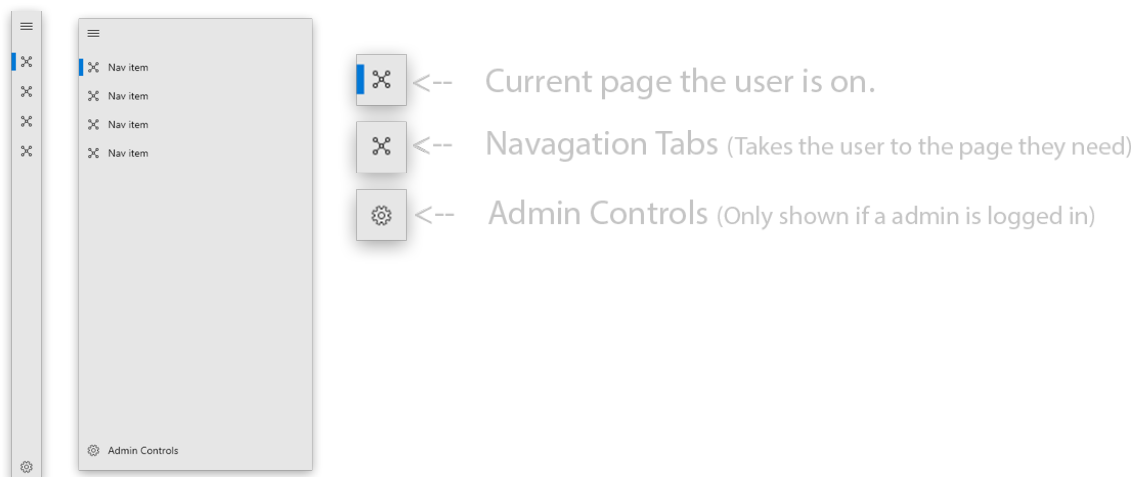 Nav item
Nav item
Nav item
Nav item
Admin Controls
<-- Current page the user is on.
<-- Navagation Tabs (Takes the user to the page they need)
<-- Admin Controls (Only shown if a admin is logged in)